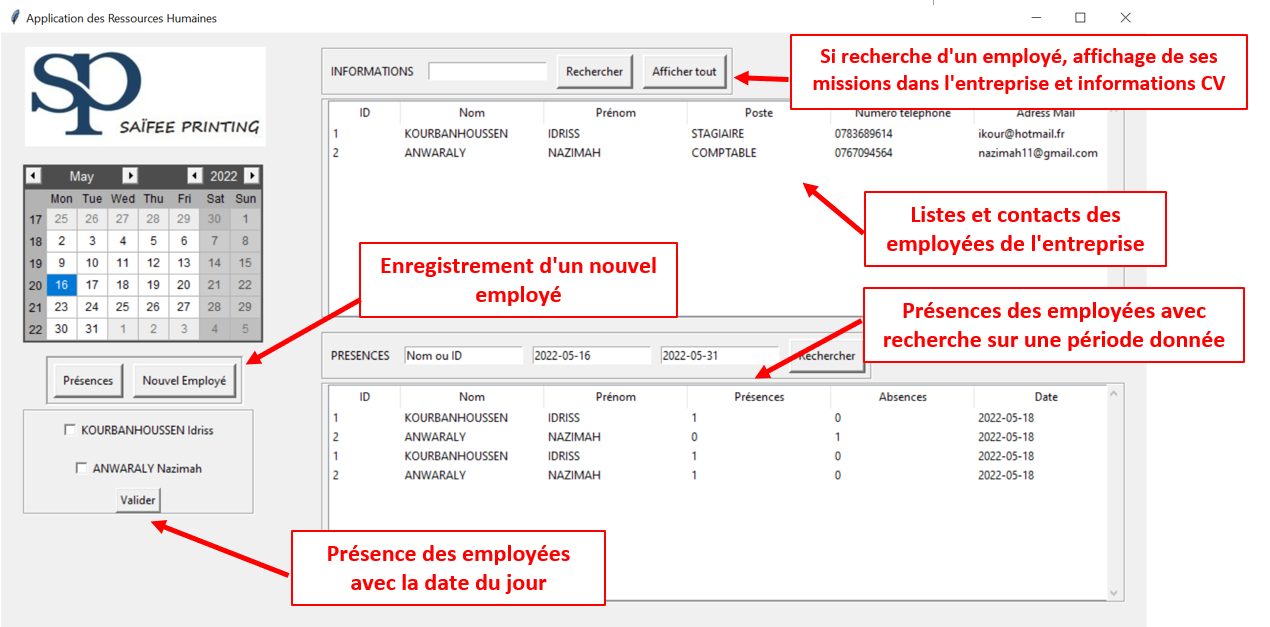 Application des Ressources Humaines
sp
SAÏFEE PRINTING
INFORMATIONS Rechercher Afficher tout
Si recherche d'un employé, affichage de ses
missions dans l'entreprise et informations CV
ID Nom Prénom Poste Numéro téléphone Adress Mail
1 KOURBANHOUSSEN IDRISS STAGIAIRE 0783689614 ikour@hotmail.fr
2 ANWARALY NAZIMAH COMPTABLE 0767094564 nazimah11@gmail.com
Listes et contacts des
employées de l'entreprise
May 2022
Mon Tue Wed Thu Fri Sat Sun
17 25 26 27 28 29 30 1
18 2 3 4 5 6 7 8
19 9 10 11 12 13 14 15
20 16 17 18 19 20 21 22
21 23 24 25 26 27 28 29
22 30 31 1 2 3 4 5
Enregistrement d'un nouvel
employé
Présences des employées avec
recherche sur une période donnée
Présences Nouvel Employé
KOURBANHOUSSEN Idriss
ANWARALY Nazimah
Valider
PRESENCES Nom ou ID 2022-05-16 2022-05-31 Rechercher
ID Nom Prénom Présences Absences Date
1 KOURBANHOUSSEN IDRISS 1 0 2022-05-18
2 ANWARALY NAZIMAH 0 1 2022-05-18
1 KOURBANHOUSSEN IDRISS 1 0 2022-05-18
2 ANWARALY NAZIMAH 1 0 2022-05-18
Présence des employées
avec la date du jour